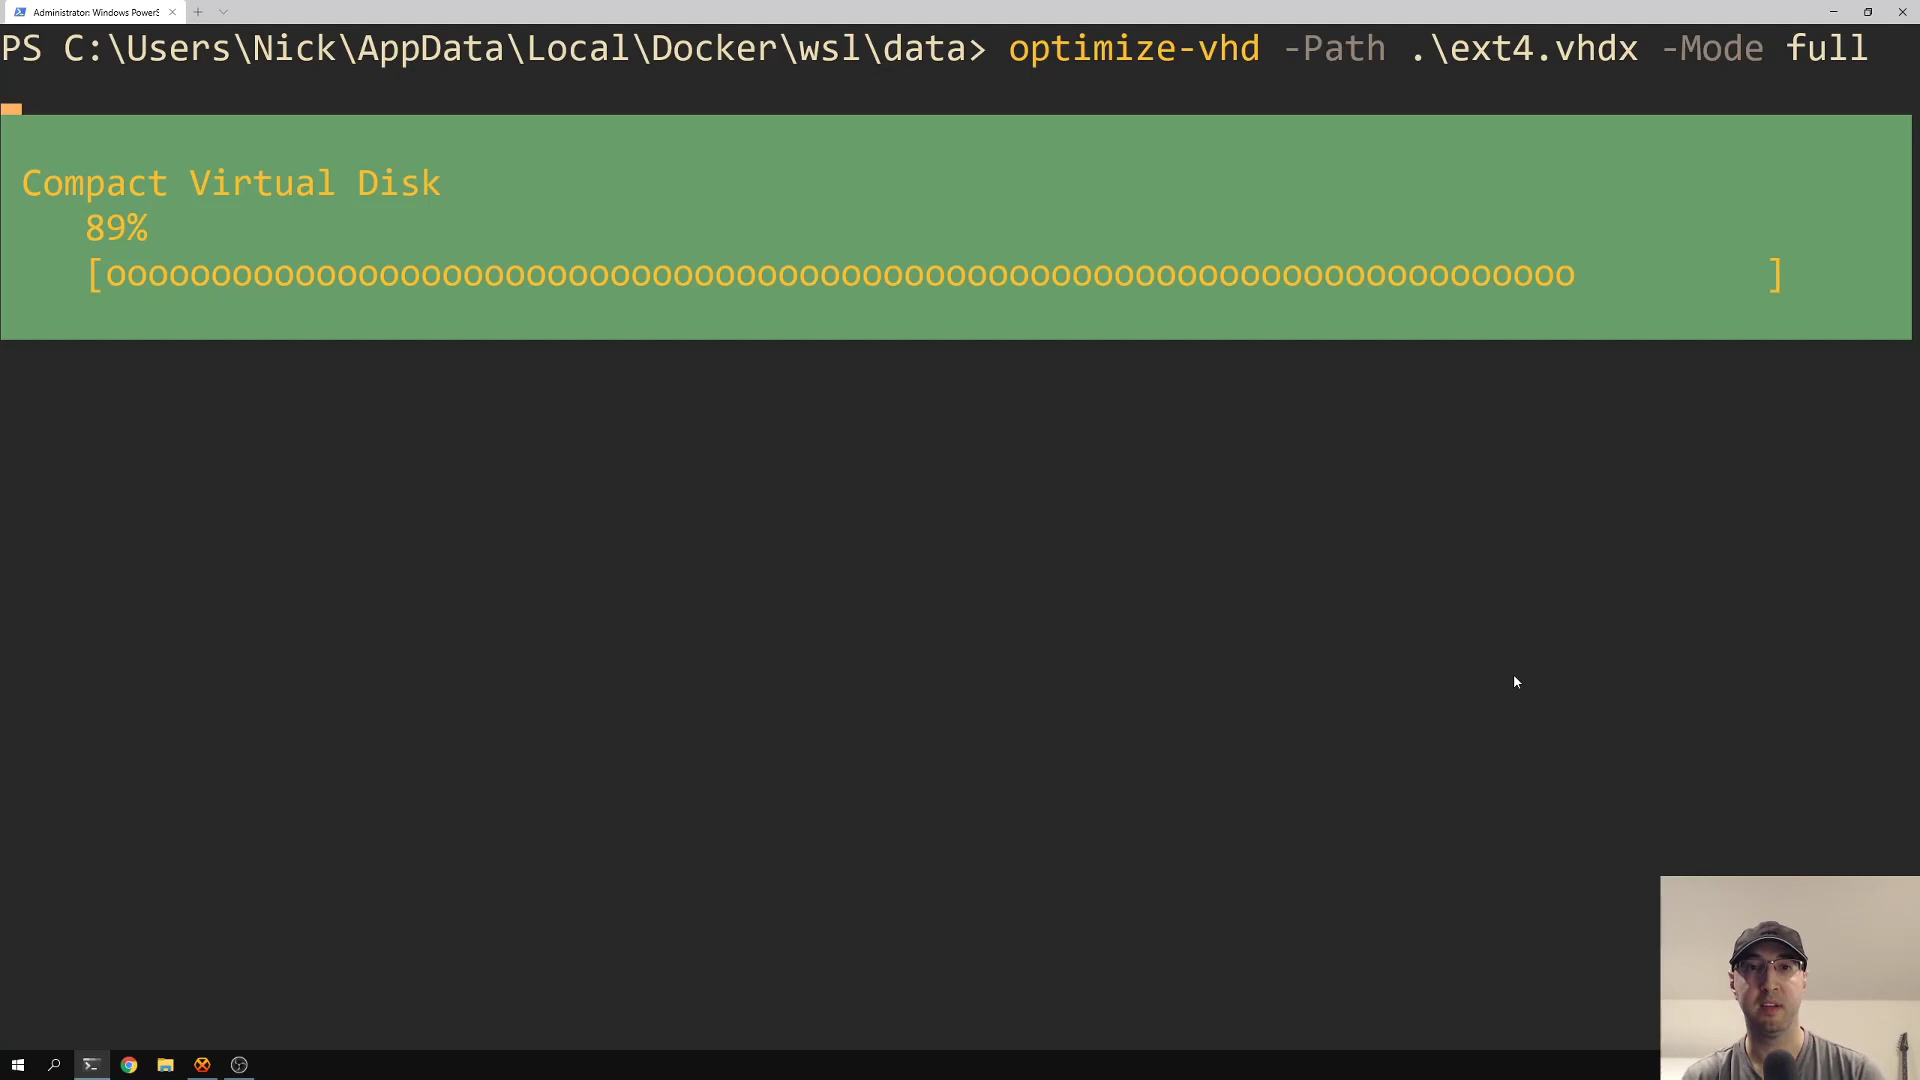 Administrator: Windows PowerS
PS C:\Users\Nick\AppData\Local\Docker\wsl\data> optimize-vhd -Path .\ext4.vhdx -Mode full
Compact Virtual Disk
89%
[oooooooooooooooooooooooooooooooooooooooooooooooooooooooooooooooooooooo         ]